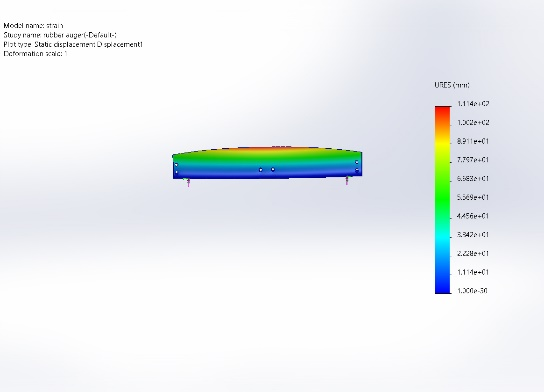 Model name: strain
Study name: rubbar auger(-Default-)
Plot type: Static displacement Displacement1
Deformation scale: 1
URES (mm)
1.114e+02
1.002e+02
8.911e+01
7.797e+01
6.683e+01
5.569e+01
4.456e+01
3.342e+01
2.228e+01
1.114e+01
1.000e-30